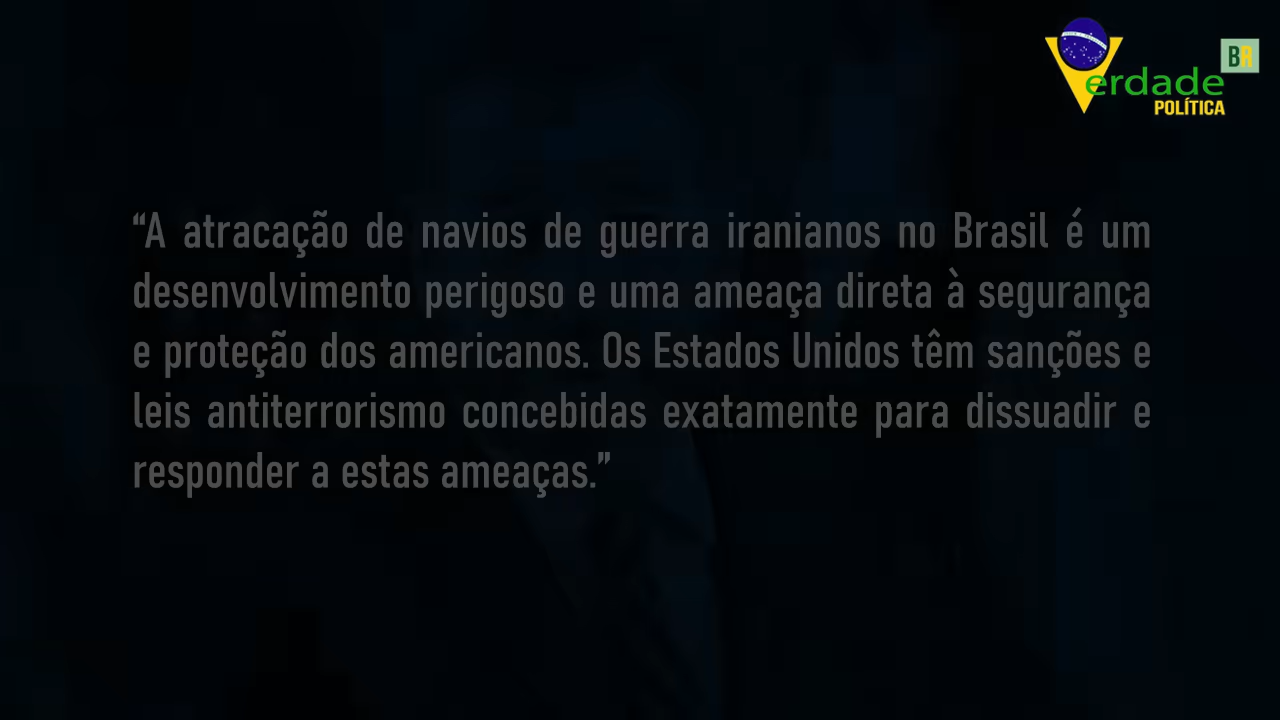 BR
erdade
POLÍTICA
“A atracação de navios de guerra iranianos no Brasil é um
desenvolvimento perigoso e uma ameaça direta à segurança
e proteção dos americanos. Os Estados Unidos têm sanções e
leis antiterrorismo concebidas exatamente para dissuadir e
responder a estas ameaças.”